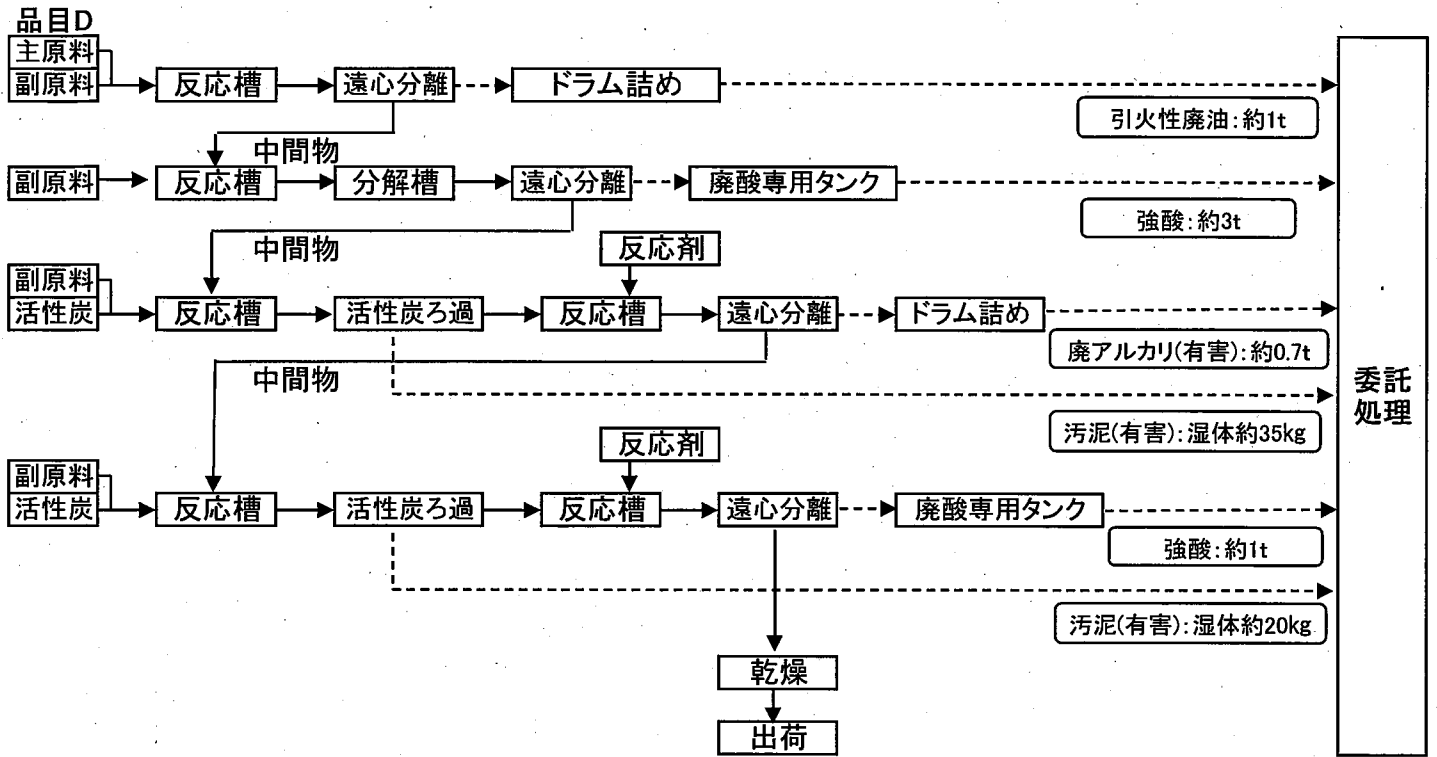 品目D
主原料
副原料
反応槽
遠心分離
ドラム詰め
引火性廃油:約1t
中間物
副原料
反応槽
分解槽
遠心分離
廃酸専用タンク
強酸:約3t
中間物
反応剤
副原料
活性炭
反応槽
活性炭ろ過
反応槽
遠心分離
ドラム詰め
廃アルカリ(有害):約0.7t
中間物
汚泥(有害):湿体約35kg
反応剤
副原料
活性炭
反応槽
活性炭ろ過
反応槽
遠心分離
廃酸専用タンク
強酸:約1t
汚泥(有害):湿体約20kg
乾燥
出荷
委託
処理